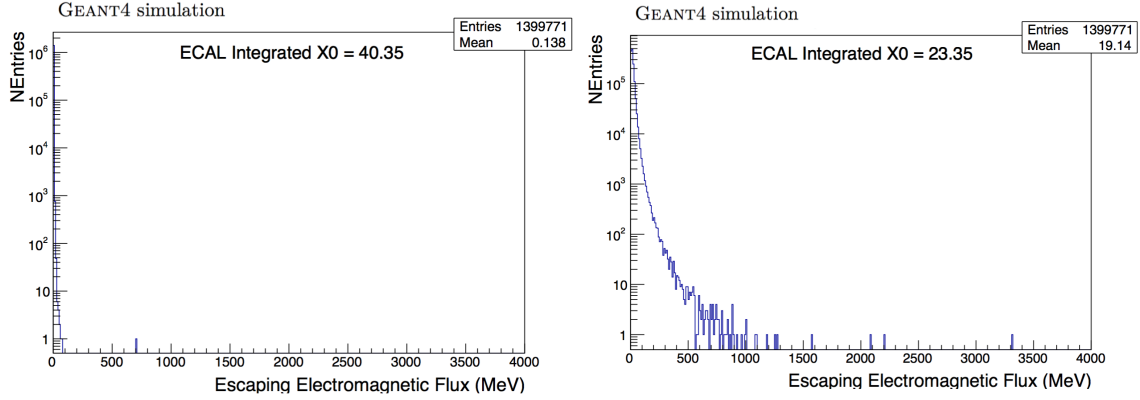 GEANT4 simulation
Entries 1399771
Mean 0.138
ECAL Integrated X0 = 40.35
NEntries
10^6
10^5
10^4
10^3
10^2
10
1
0 500 1000 1500 2000 2500 3000 3500 4000
Escaping Electromagnetic Flux (MeV)
GEANT4 simulation
Entries 1399771
Mean 19.14
ECAL Integrated X0 = 23.35
NEntries
10^5
10^4
10^3
10^2
10
1
0 500 1000 1500 2000 2500 3000 3500 4000
Escaping Electromagnetic Flux (MeV)